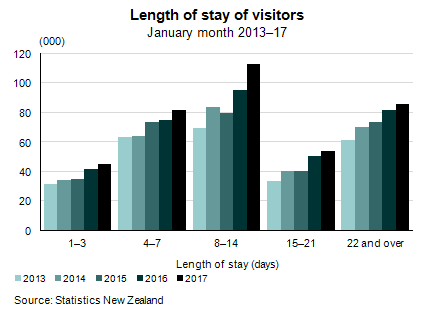 Length of stay of visitors
January month 2013–17
(000)
120
100
80
60
40
20
0
1–3 4–7 8–14 15–21 22 and over
Length of stay (days)
2013 2014 2015 2016 2017
Source: Statistics New Zealand